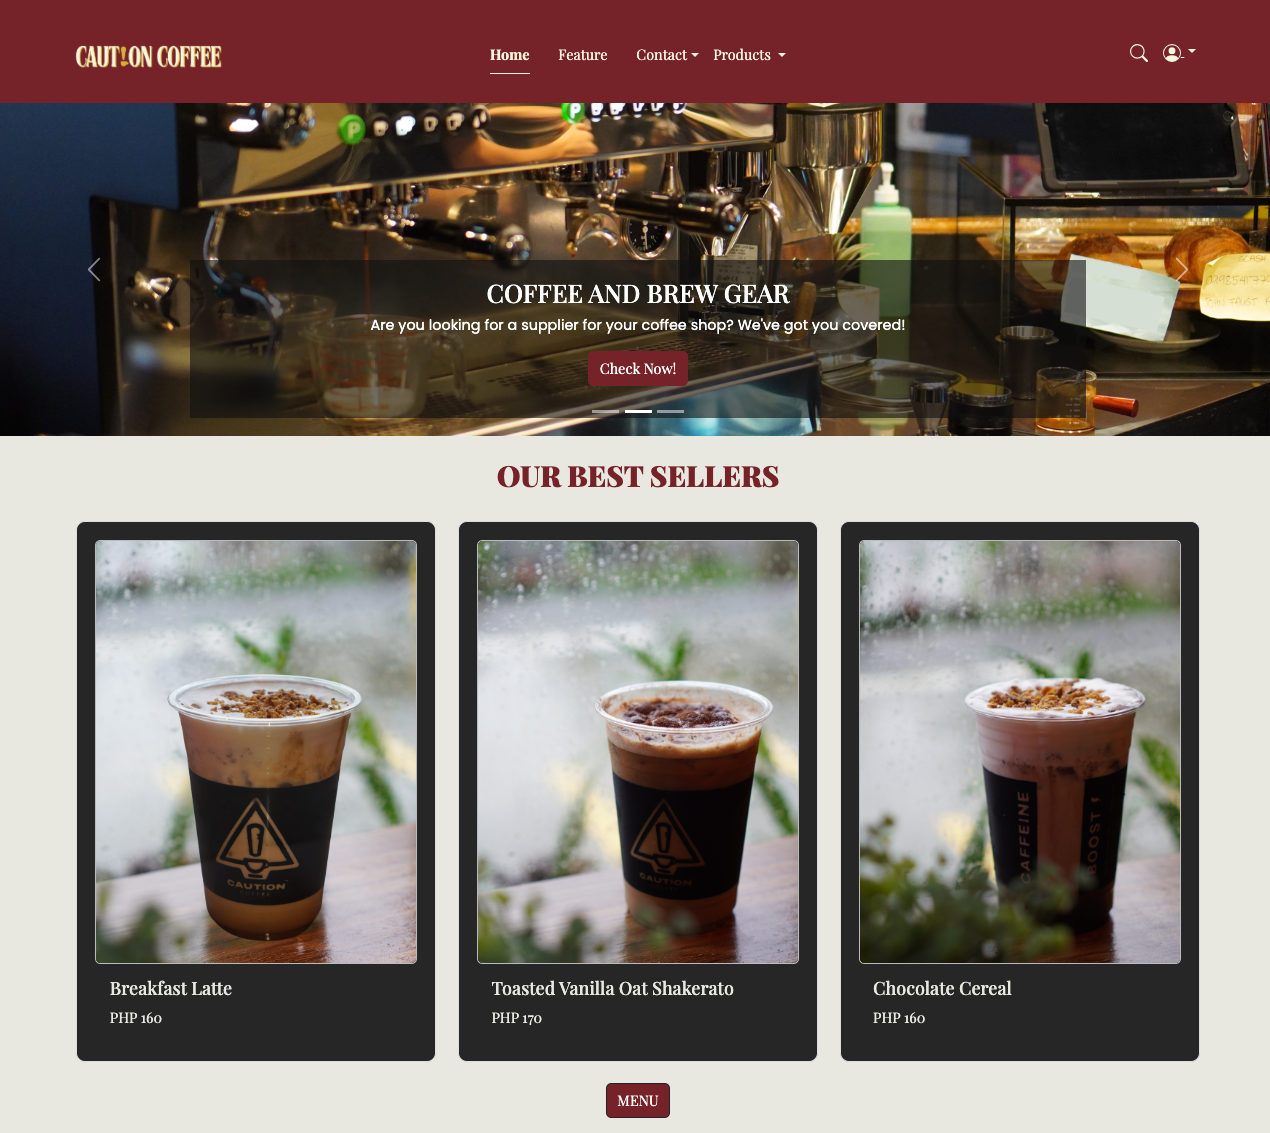 CAUT!ON COFFEE
Home
Feature
Contact
Products
P
P
COFFEE AND BREW GEAR
Are you looking for a supplier for your coffee shop? We've got you covered!
Check Now!
OUR BEST SELLERS
CAUTION
CAUTION
CAFFEINE
BOOST
Breakfast Latte
PHP 160
Toasted Vanilla Oat Shakerato
PHP 170
Chocolate Cereal
PHP 160
MENU